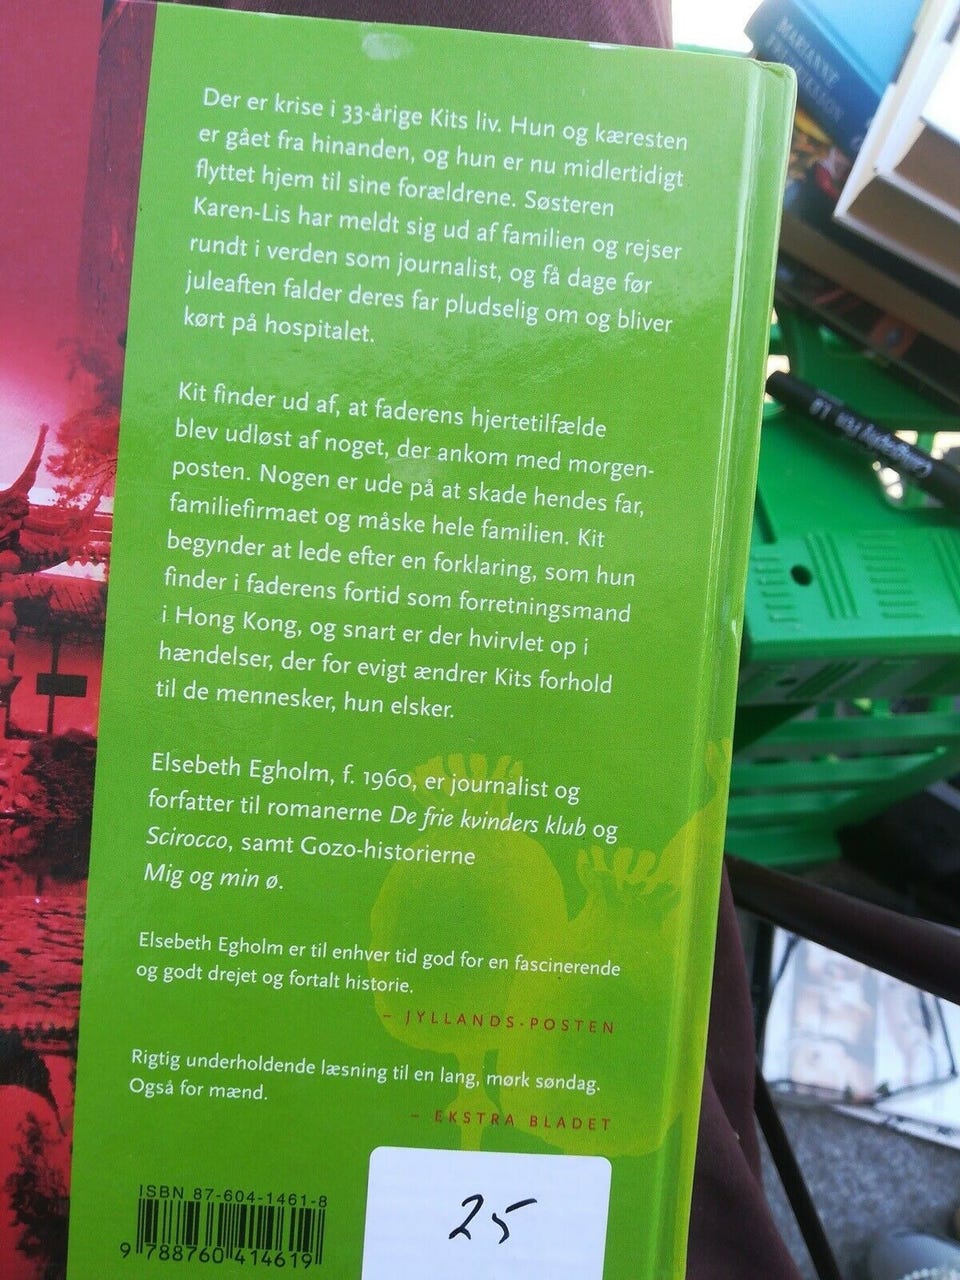 Der er krise i 33-årige Kits liv. Hun og kæresten
er gået fra hinanden, og hun er nu midlertidigt
flyttet hjem til sine forældrene. Søsteren
Karen-Lis har meldt sig ud af familien og rejser
rundt i verden som journalist, og få dage før
juleaften falder deres far pludselig om og bliver
kørt på hospitalet.
Kit finder ud af, at faderens hjertetilfælde
blev udløst af noget, der ankom med morgen-
posten. Nogen er ude på at skade hendes far,
familiefirmaet og måske hele familien. Kit
begynder at lede efter en forklaring, som hun
finder i faderens fortid som forretningsmand
i Hong Kong, og snart er der hvirvlet op i
hændelser, der for evigt ændrer Kits forhold
til de mennesker, hun elsker.
Elsebeth Egholm, f. 1960, er journalist og
forfatter til romanerne De frie kvinders klub og
Scirocco, samt Gozo-historierne
Mig og min ø.
Elsebeth Egholm er til enhver tid god for en fascinerende
og godt drejet og fortalt historie.
– JYLLANDS-POSTEN
Rigtig underholdende læsning til en lang, mørk søndag.
Også for mænd.
– EKSTRA BLADET
ISBN 87-604-1461-8
9 788760 414619
25
MARIANNE